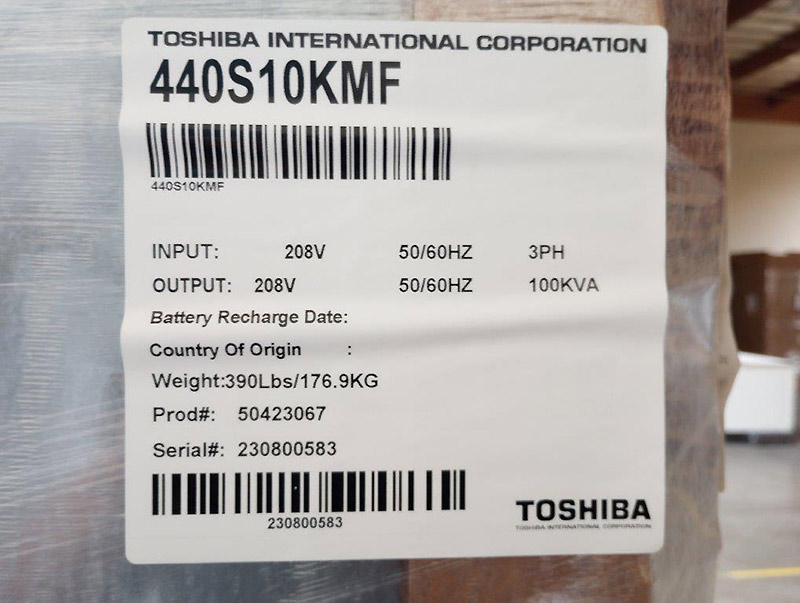 TOSHIBA INTERNATIONAL CORPORATION
440S10KMF
440S10KMF
INPUT: 208V 50/60HZ 3PH
OUTPUT: 208V 50/60HZ 100KVA
Battery Recharge Date:
Country Of Origin :
Weight:390Lbs/176.9KG
Prod#: 50423067
Serial#: 230800583
230800583
TOSHIBA
TOSHIBA INTERNATIONAL CORPORATION